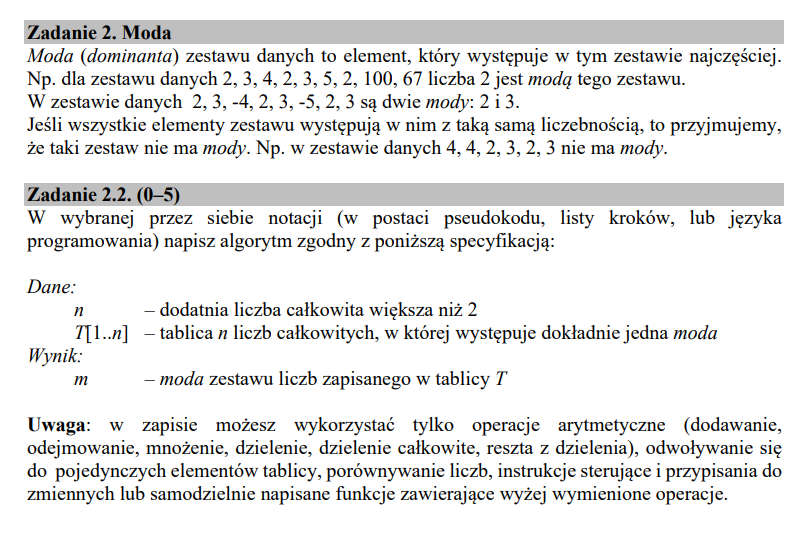 Zadanie 2. Moda
Moda (dominanta) zestawu danych to element, który występuje w tym zestawie najczęściej.
Np. dla zestawu danych 2, 3, 4, 2, 3, 5, 2, 100, 67 liczba 2 jest modą tego zestawu.
W zestawie danych 2, 3, -4, 2, 3, -5, 2, 3 są dwie mody: 2 i 3.
Jeśli wszystkie elementy zestawu występują w nim z taką samą liczebnością, to przyjmujemy,
że taki zestaw nie ma mody. Np. w zestawie danych 4, 4, 2, 3, 2, 3 nie ma mody.
Zadanie 2.2. (0–5)
W wybranej przez siebie notacji (w postaci pseudokodu, listy kroków, lub języka
programowania) napisz algorytm zgodny z poniższą specyfikacją:
Dane:
n – dodatnia liczba całkowita większa niż 2
T[1..n] – tablica n liczb całkowitych, w której występuje dokładnie jedna moda
Wynik:
m – moda zestawu liczb zapisanego w tablicy T
Uwaga: w zapisie możesz wykorzystać tylko operacje arytmetyczne (dodawanie,
odejmowanie, mnożenie, dzielenie, dzielenie całkowite, reszta z dzielenia), odwoływanie się
do pojedynczych elementów tablicy, porównywanie liczb, instrukcje sterujące i przypisania do
zmiennych lub samodzielnie napisane funkcje zawierające wyżej wymienione operacje.